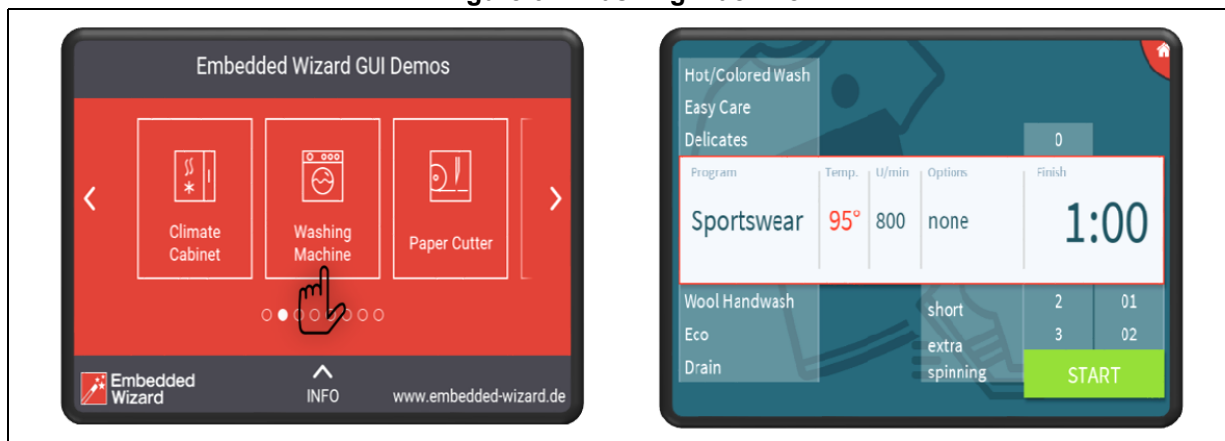 Embedded Wizard GUI Demos
Climate
Cabinet
Washing
Machine
Paper Cutter
Embedded
Wizard
INFO
www.embedded-wizard.de
Hot/Colored Wash
Easy Care
Delicates
0
Program
Temp.
U/min
Options
Finish
Sportswear
95°
800
none
1:00
Wool Handwash
short
2
01
Eco
extra
3
02
Drain
spinning
START